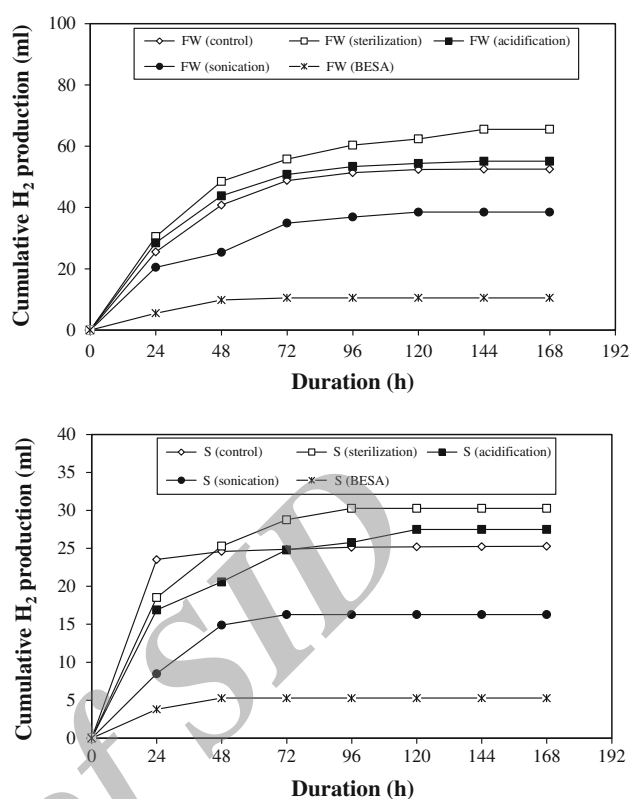 Cumulative H₂ production (ml)
100
80
60
40
20
0
FW (control) FW (sterilization) FW (acidification)
FW (sonication) FW (BESA)
0 24 48 72 96 120 144 168 192
Duration (h)
Cumulative H₂ production (ml)
40
35
30
25
20
15
10
5
0
S (control) S (sterilization) S (acidification)
S (sonication) S (BESA)
0 24 48 72 96 120 144 168 192
Duration (h)
of SID